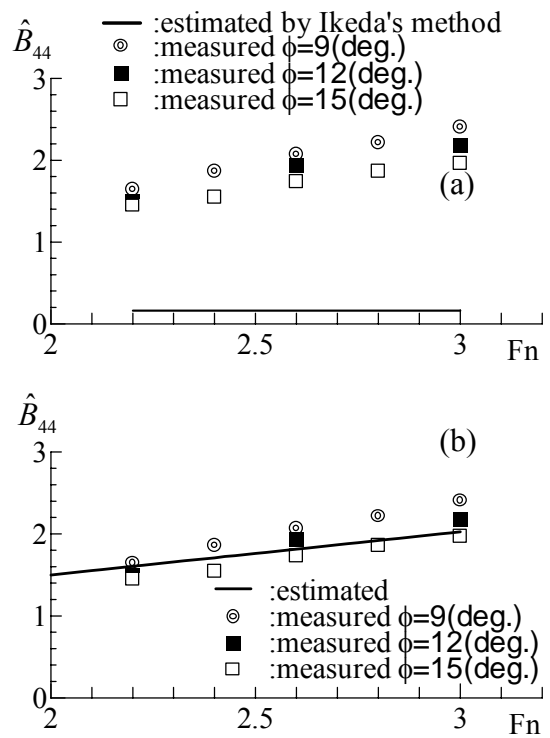 :estimated by Ikeda's method
B̂44
:measured ϕ=9(deg.)
:measured ϕ=12(deg.)
:measured ϕ=15(deg.)
3
2
(a)
1
0
2 2.5 3 Fn
B̂44
(b)
3
2
1
:estimated
:measured ϕ=9(deg.)
:measured ϕ=12(deg.)
:measured ϕ=15(deg.)
0
2 2.5 3 Fn